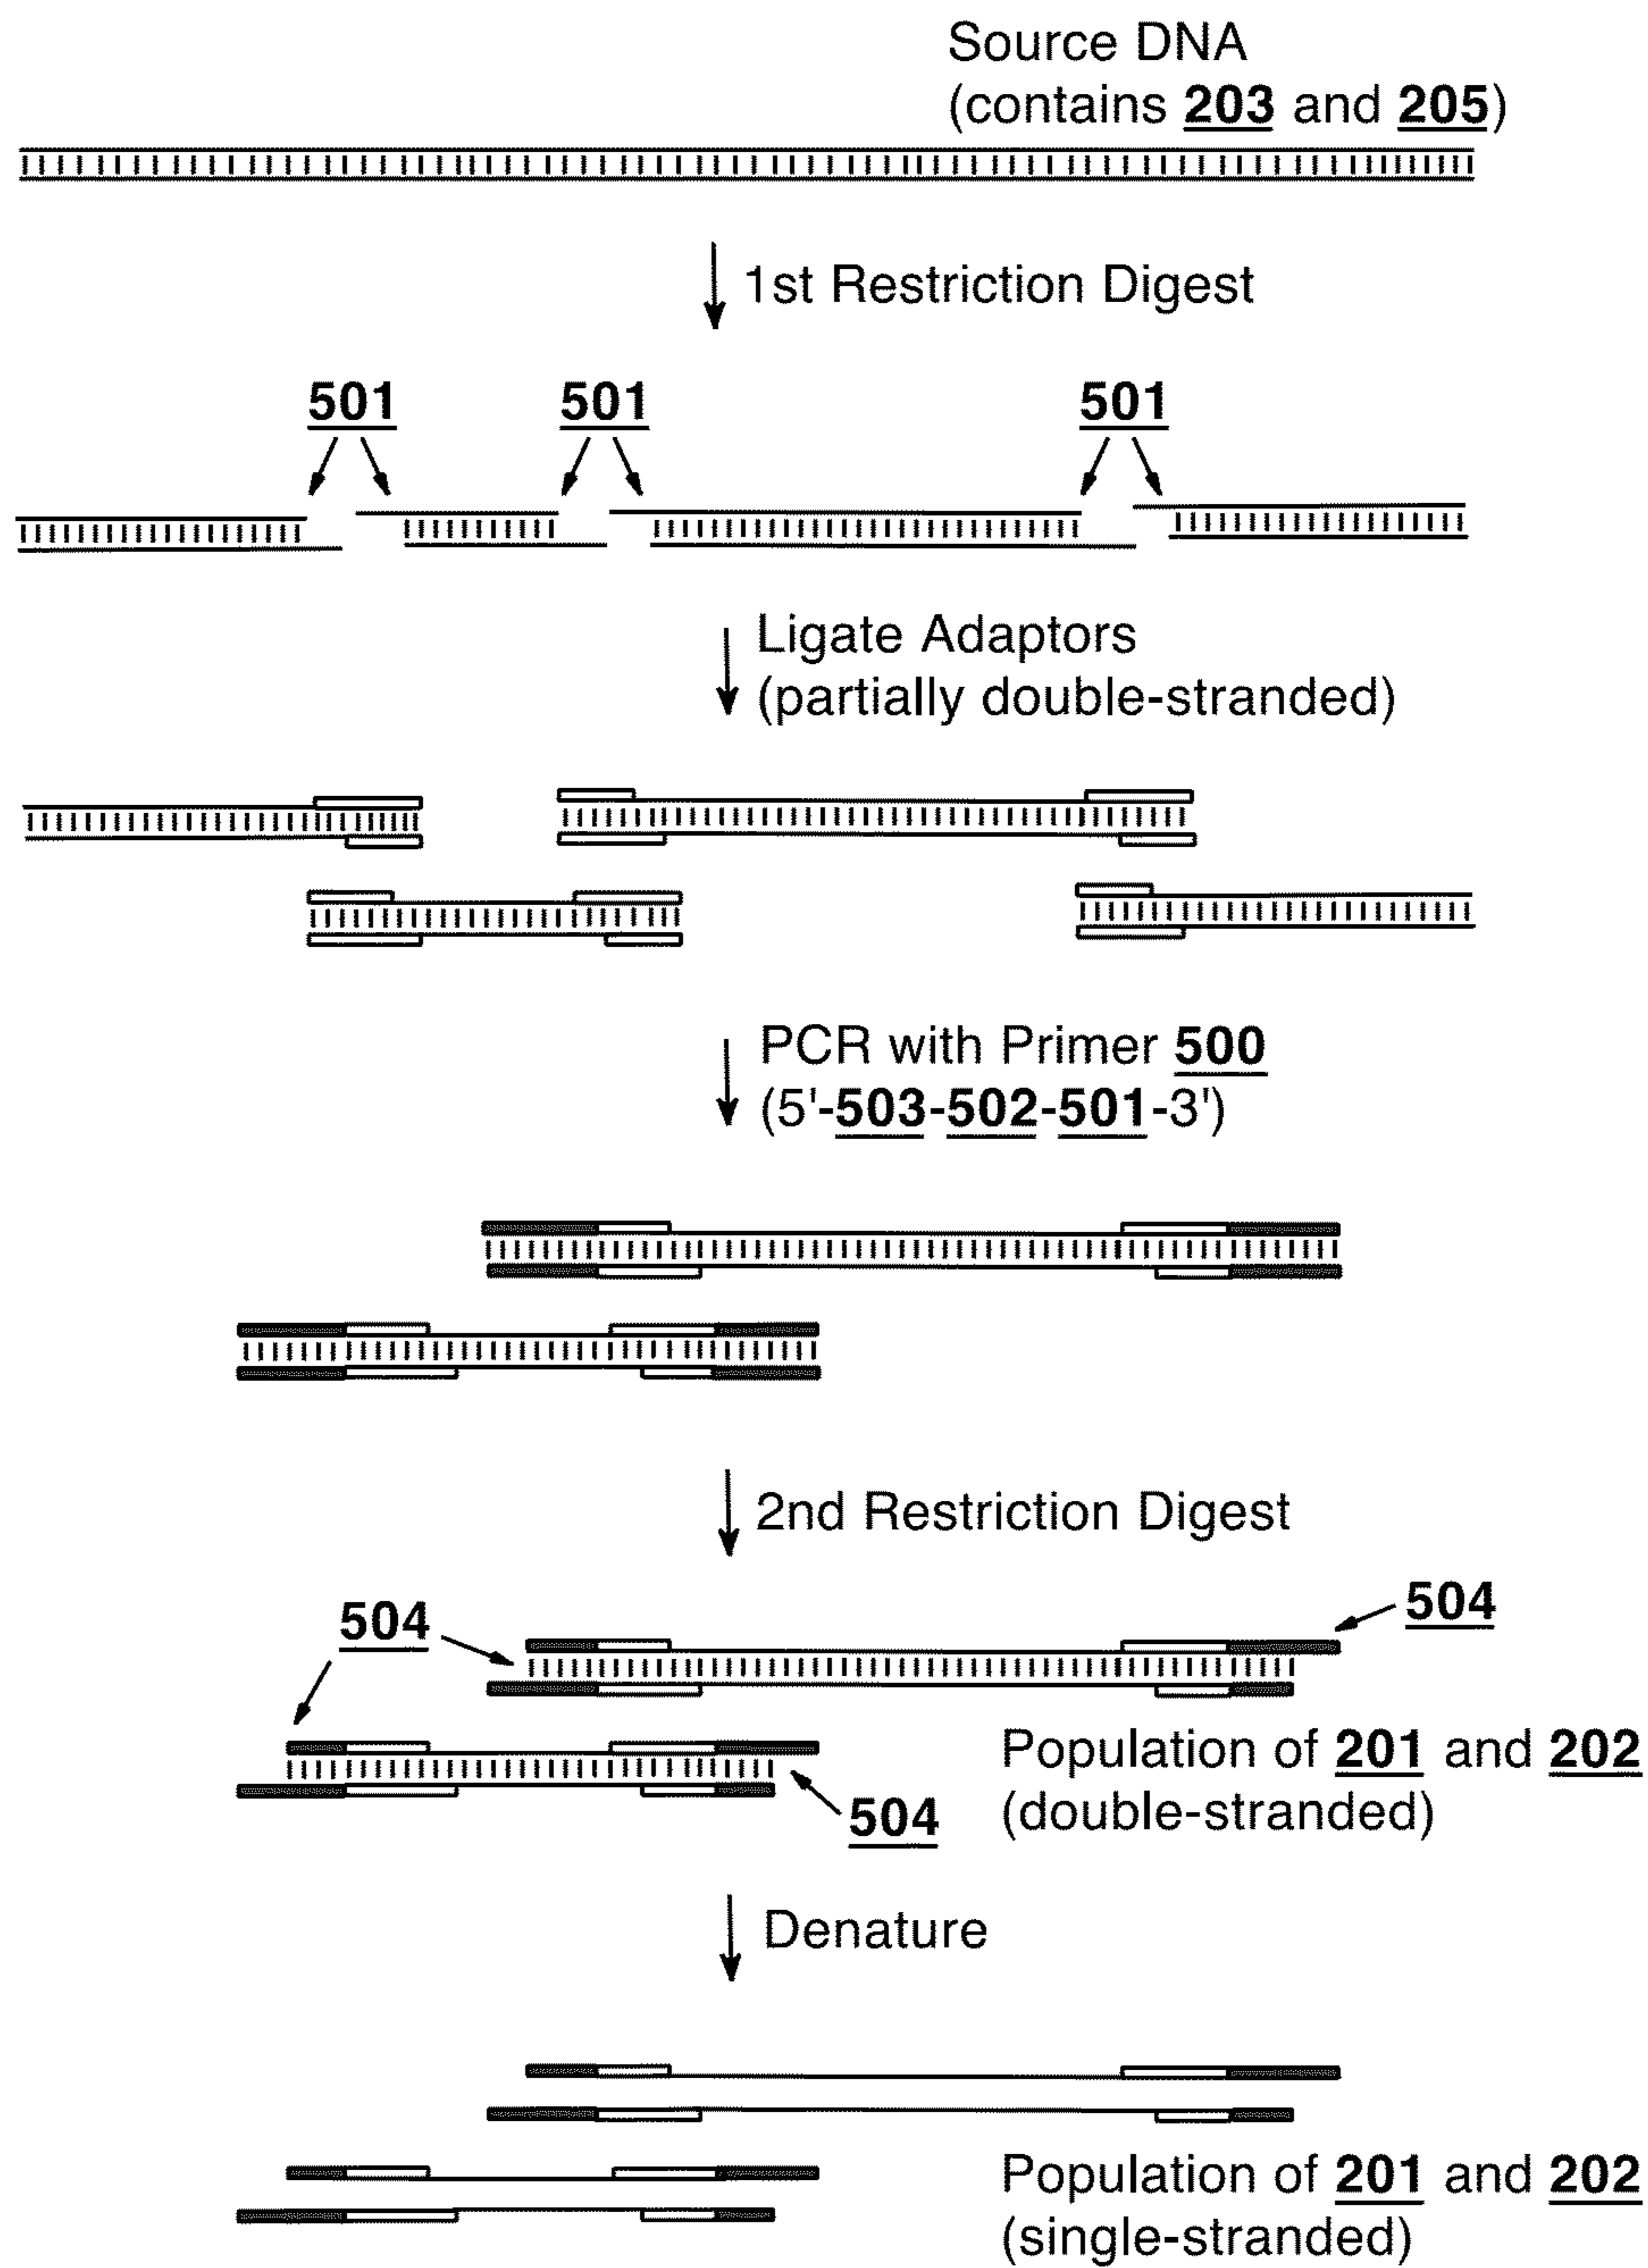 Source DNA
(contains 203 and 205)
1st Restriction Digest
501 501 501
Ligate Adaptors
(partially double-stranded)
PCR with Primer 500
(5'-503-502-501-3')
2nd Restriction Digest
504
504
Population of 201 and 202
(double-stranded)
504
Denature
Population of 201 and 202
(single-stranded)